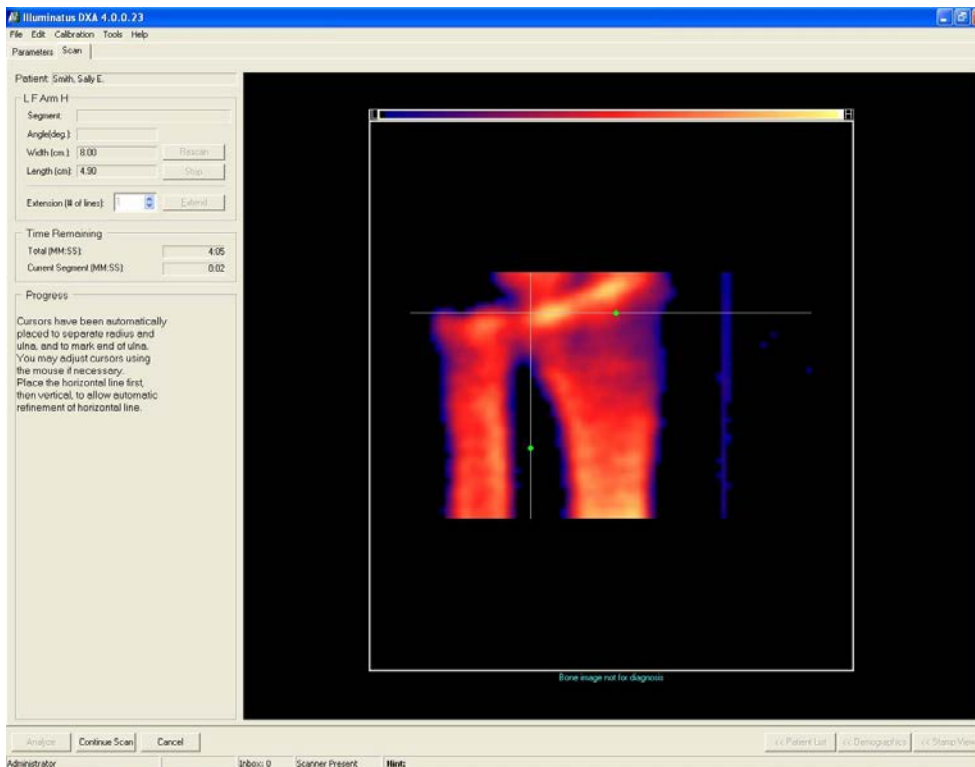 Illuminatus DXA 4.0.0.23
File Edit Calibration Tools Help
Parameters Scan
Patient: Smith, Sally E.
L F Arm H
Segment:
Angle(deg.):
Width (cm.): 8.00 Rescan
Length (cm): 4.90 Stop
Extension (# of lines): Extend
Time Remaining
Total (MM:SS): 4:05
Current Segment (MM:SS): 0:02
Progress
Cursors have been automatically
placed to separate radius and
ulna, and to mark end of ulna.
You may adjust cursors using
the mouse if necessary.
Place the horizontal line first,
then vertical, to allow automatic
refinement of horizontal line.
L H
Bone image not for diagnosis
Analyze Continue Scan Cancel << Patient List << Demographics << Stamp View
Administrator Inbox: 0 Scanner Present Hint: